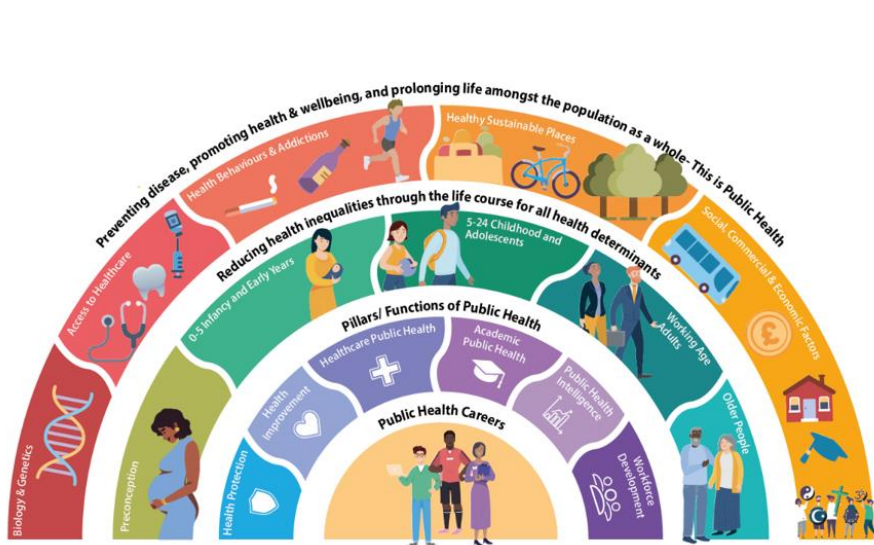 Preventing disease, promoting health & wellbeing, and prolonging life amongst the population as a whole- This is Public Health
Biology & Genetics
Access to Healthcare
Health Behaviours & Addictions
Healthy Sustainable Places
Social, Commercial & Economic Factors
Reducing health inequalities through the life course for all health determinants
Preconception
0-5 Infancy and Early Years
5-24 Childhood and
Adolescents
Working Age
Adults
Older People
Pillars/ Functions of Public Health
Health Protection
Health
Improvement
Healthcare Public Health
Academic
Public Health
Public Health
Intelligence
Workforce
Development
Public Health Careers